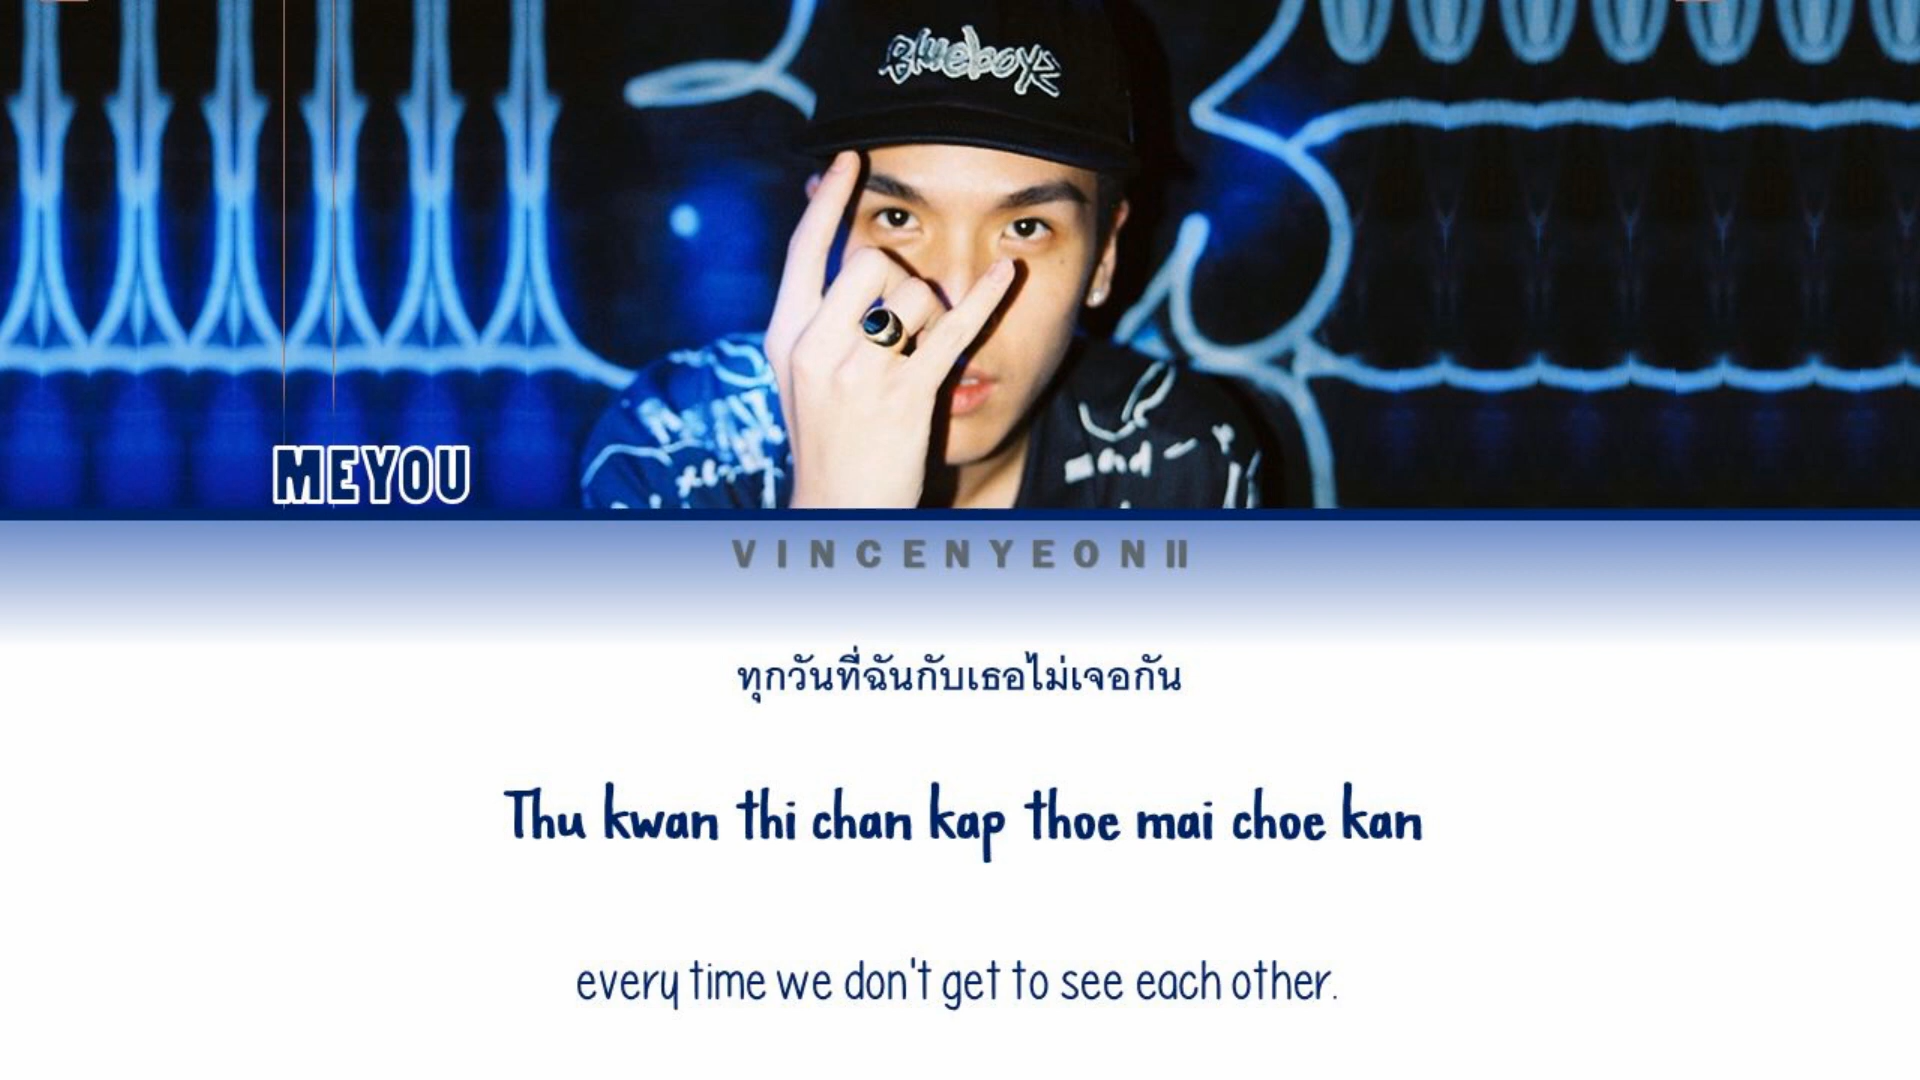 Blueboyz
MEYOU
VINCENYEONII
ทุกวันที่ฉันกับเธอไม่เจอกัน
Thu kwan thi chan kap thoe mai choe kan
every time we don't get to see each other.